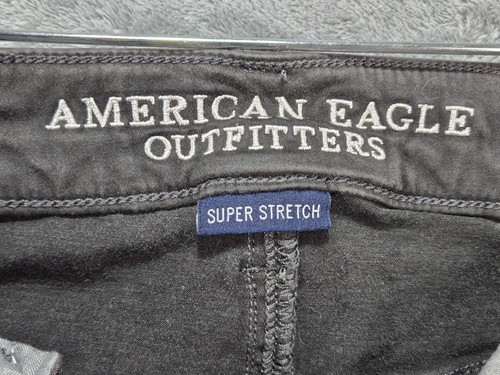 AMERICAN EAGLE
OUTFITTERS
SUPER STRETCH